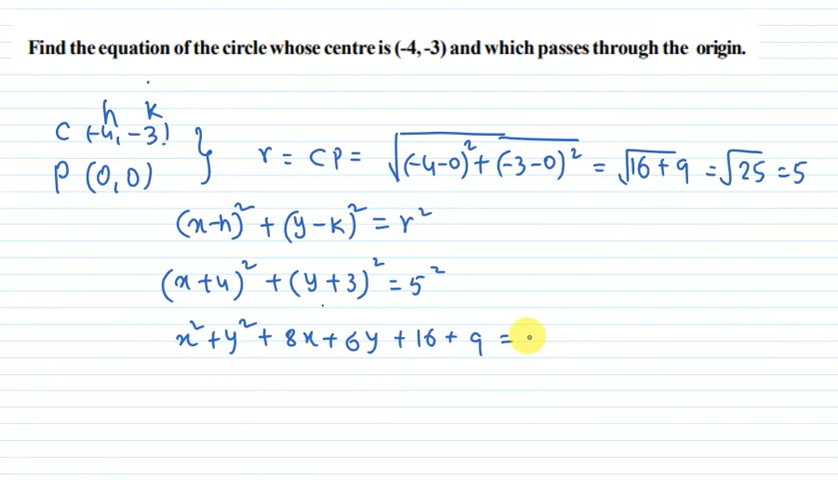 Find the equation of the circle whose centre is (-4, -3) and which passes through the origin.
h k
C (-4, -3)
P (0, 0) } r = CP = √((-4-0)² + (-3-0)²) = √16+9 = √25 = 5
(x-h)² + (y-k)² = r²
(x+4)² + (y+3)² = 5²
x² + y² + 8x + 6y + 16 + 9 =